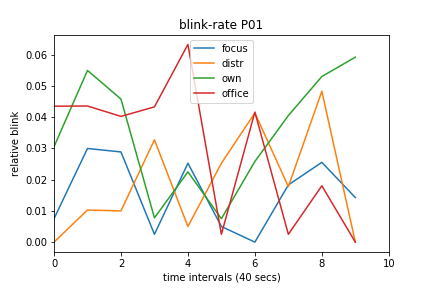 blink-rate P01
relative blink
0.06
0.05
0.04
0.03
0.02
0.01
0.00
focus
distr
own
office
0 2 4 6 8 10
time intervals (40 secs)